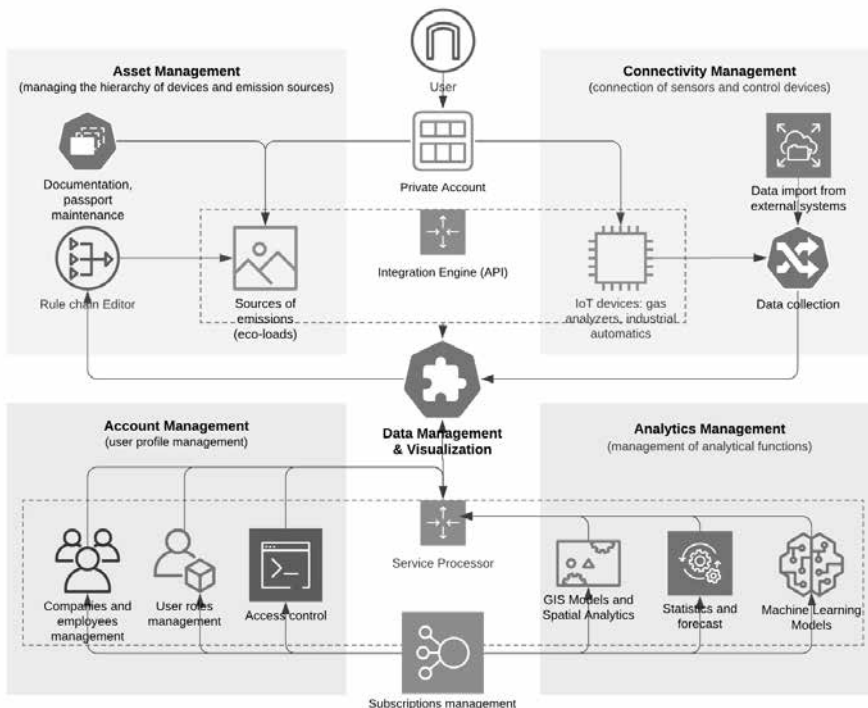 User
Asset Management
(managing the hierarchy of devices and emission sources)
Connectivity Management
(connection of sensors and control devices)
Documentation,
passport
maintenance
Private Account
Data import from
external systems
Rule chain Editor
Sources of
emissions
(eco-loads)
Integration Engine (API)
IoT devices: gas
analyzers, industrial
automatics
Data collection
Data Management
& Visualization
Account Management
(user profile management)
Analytics Management
(management of analytical functions)
Companies and
employees
management
User roles
management
Access control
Service Processor
GIS Models and
Spatial Analytics
Statistics and
forecast
Machine Learning
Models
Subscriptions management